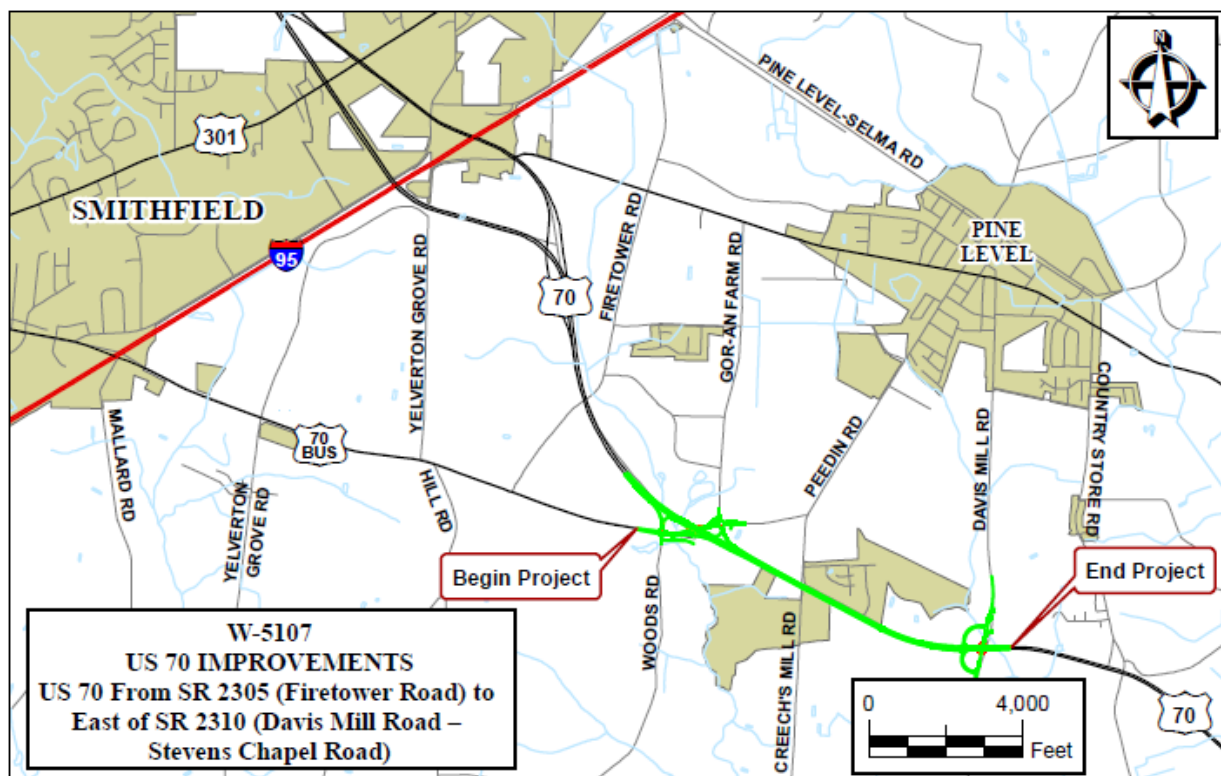 N
PINE LEVEL-SELMA RD
301
SMITHFIELD
95
YELVERTON GROVE RD
70
FIRETOWER RD
GOR-AN FARM RD
PINE
LEVEL
MALLARD RD
70
BUS
YELVERTON
GROVE RD
HILL RD
PEEDIN RD
DAVIS MILL RD
COUNTRY STORE RD
Begin Project
WOODS RD
CREECH'S MILL RD
End Project
W-5107
US 70 IMPROVEMENTS
US 70 From SR 2305 (Firetower Road) to
East of SR 2310 (Davis Mill Road –
Stevens Chapel Road)
0 4,000
Feet
70